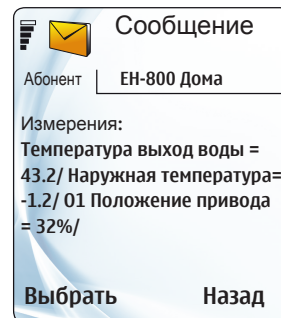 Сообщение
Абонент EH-800 Дома
Измерения:
Температура выход воды =
43.2/ Наружная температура=
-1.2/ 01 Положение привода
= 32%/
Выбрать Назад